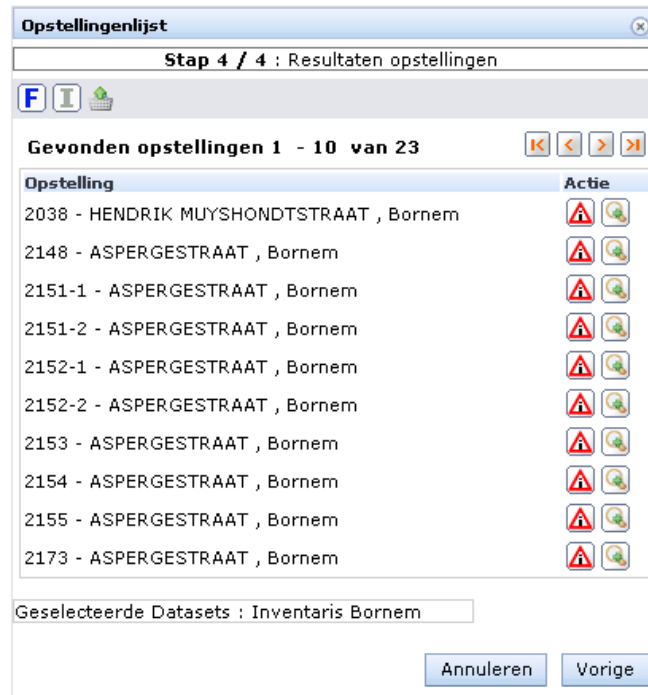 Opstellingenlijst
Stap 4 / 4 : Resultaten opstellingen
F I
Gevonden opstellingen 1 - 10 van 23
Opstelling Actie
2038 - HENDRIK MUYSHONDTSTRAAT , Bornem
2148 - ASPERGESTRAAT , Bornem
2151-1 - ASPERGESTRAAT , Bornem
2151-2 - ASPERGESTRAAT , Bornem
2152-1 - ASPERGESTRAAT , Bornem
2152-2 - ASPERGESTRAAT , Bornem
2153 - ASPERGESTRAAT , Bornem
2154 - ASPERGESTRAAT , Bornem
2155 - ASPERGESTRAAT , Bornem
2173 - ASPERGESTRAAT , Bornem
Geselecteerde Datasets : Inventaris Bornem
Annuleren Vorige